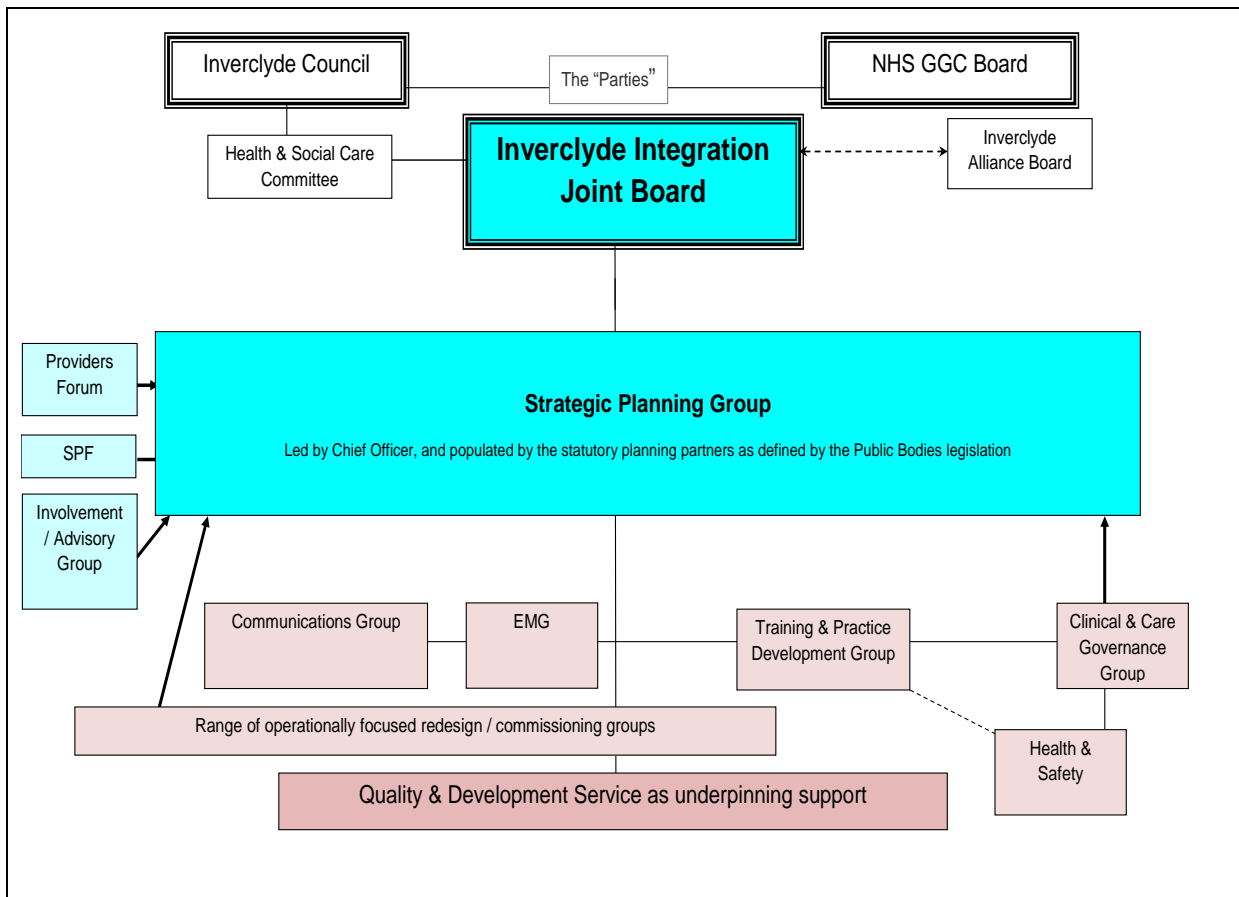 Inverclyde Council
The “Parties”
NHS GGC Board
Health & Social Care
Committee
Inverclyde Integration
Joint Board
Inverclyde
Alliance Board
Providers
Forum
SPF
Involvement
/ Advisory
Group
Strategic Planning Group
Led by Chief Officer, and populated by the statutory planning partners as defined by the Public Bodies legislation
Communications Group
EMG
Training & Practice
Development Group
Clinical & Care
Governance
Group
Range of operationally focused redesign / commissioning groups
Health &
Safety
Quality & Development Service as underpinning support